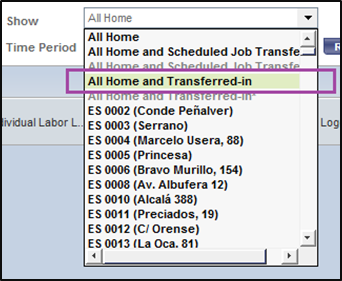 Show All Home
All Home
Time Period All Home and Scheduled Job Transfe
All Home and Scheduled Job Transfe
All Home and Transferred-in
All Home and Transferred-in*
ES 0002 (Conde Peñalver)
dividual Labor L... ES 0003 (Serrano) Log
ES 0004 (Marcelo Usera, 88)
ES 0005 (Princesa)
ES 0006 (Bravo Murillo, 154)
ES 0008 (Av. Albufera 12)
ES 0010 (Alcalá 388)
ES 0011 (Preciados, 19)
ES 0012 (C/ Orense)
ES 0013 (La Oca, 81)